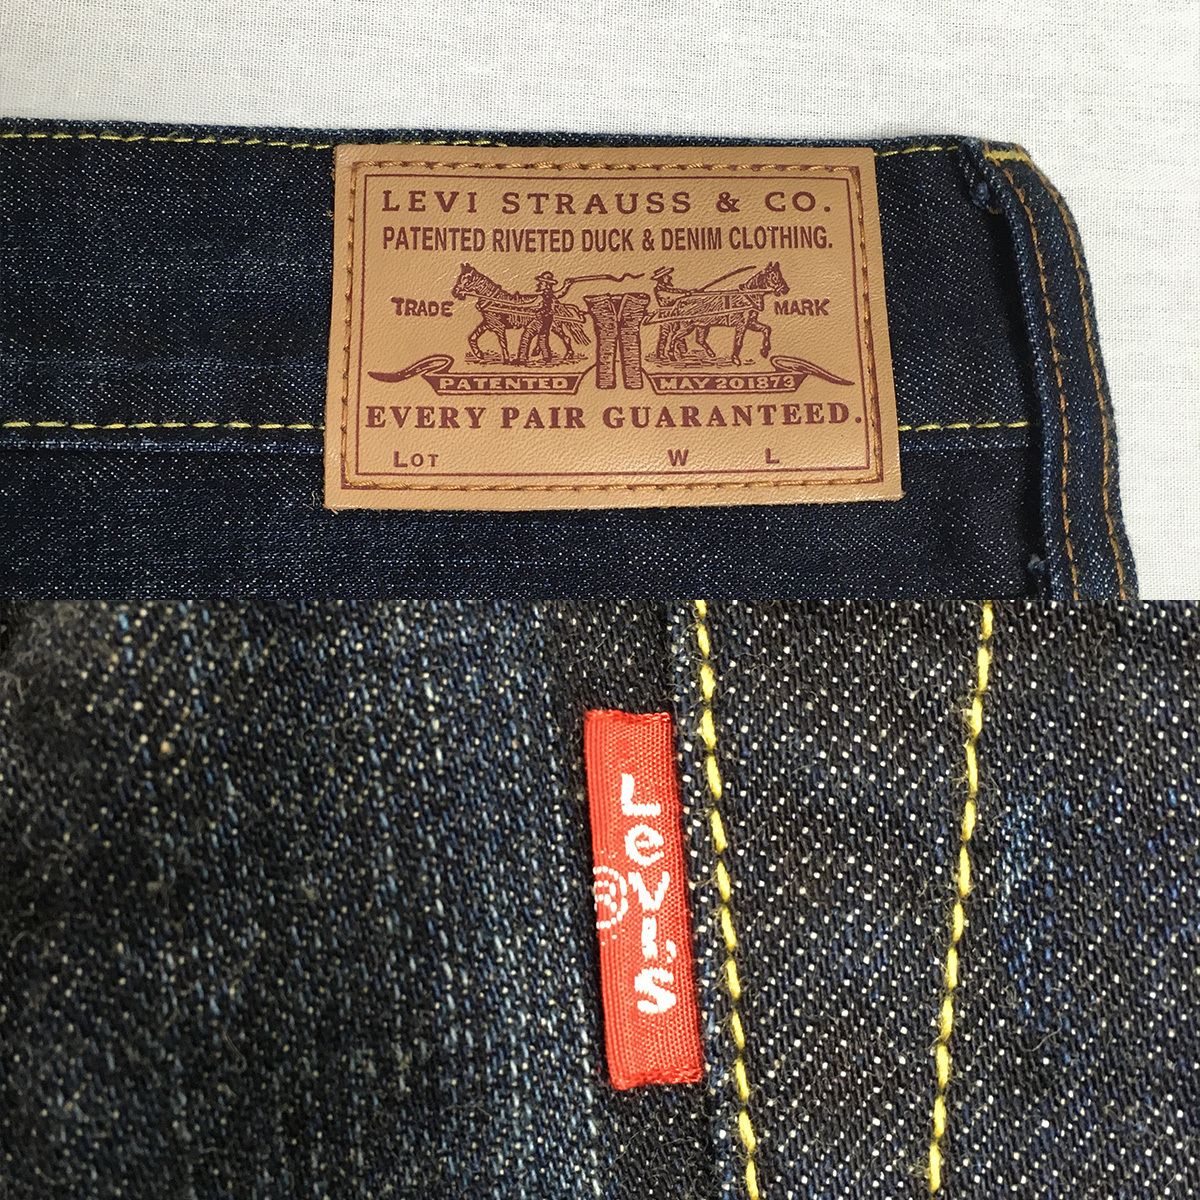 LEVI STRAUSS & CO.
PATENTED RIVETED DUCK & DENIM CLOTHING.
TRADE MARK
PATENTED MAY 20 1873
EVERY PAIR GUARANTEED.
LOT W L
LEVI'S
®